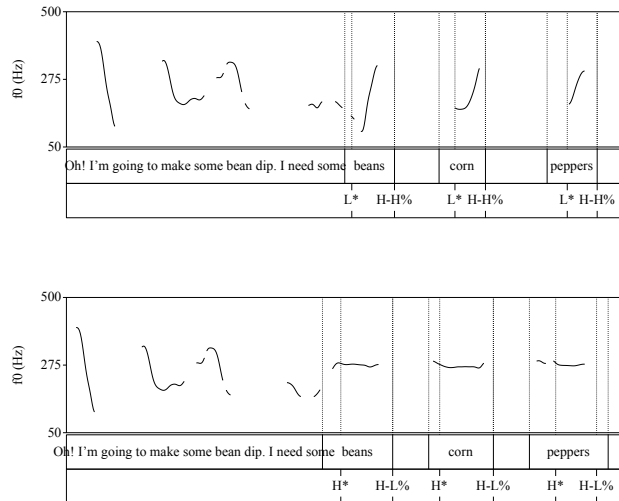 500
f0 (Hz)
275
50
Oh! I'm going to make some bean dip. I need some beans corn peppers
L* H-H% L* H-H% L* H-H%
500
f0 (Hz)
275
50
Oh! I'm going to make some bean dip. I need some beans corn peppers
H* H-L% H* H-L% H* H-L%